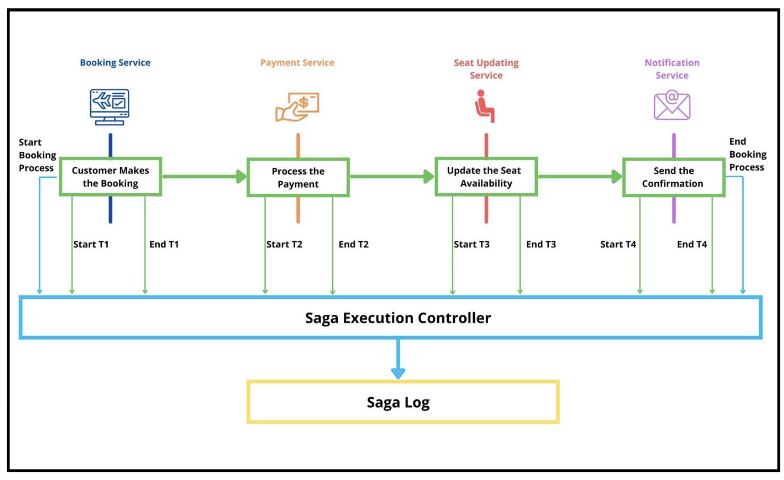 Booking Service
Payment Service
Seat Updating
Service
Notification
Service
$
@
Start
Booking
Process
Customer Makes
the Booking
Process the
Payment
Update the Seat
Availability
Send the
Confirmation
End
Booking
Process
Start T1
End T1
Start T2
End T2
Start T3
End T3
Start T4
End T4
Saga Execution Controller
Saga Log